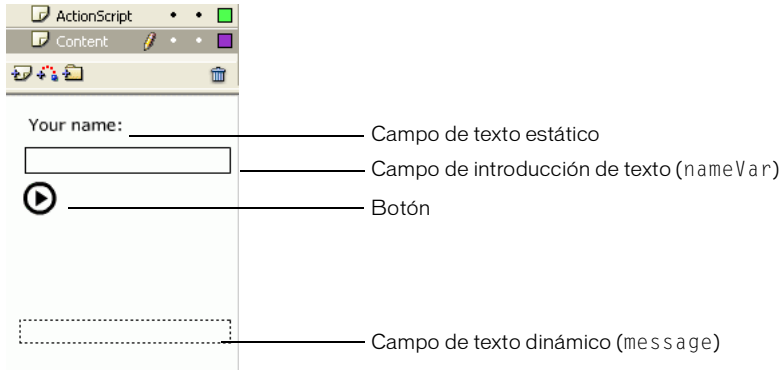 ActionScript
Content
Your name:
Campo de texto estático
Campo de introducción de texto (nameVar)
Botón
Campo de texto dinámico (message)